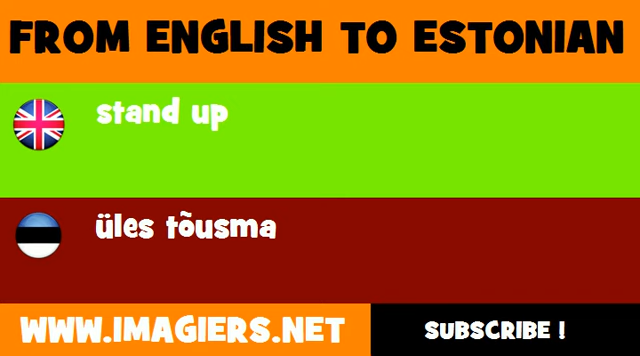 FROM ENGLISH TO ESTONIAN
stand up
üles tõusma
WWW.IMAGIERS.NET
SUBSCRIBE !